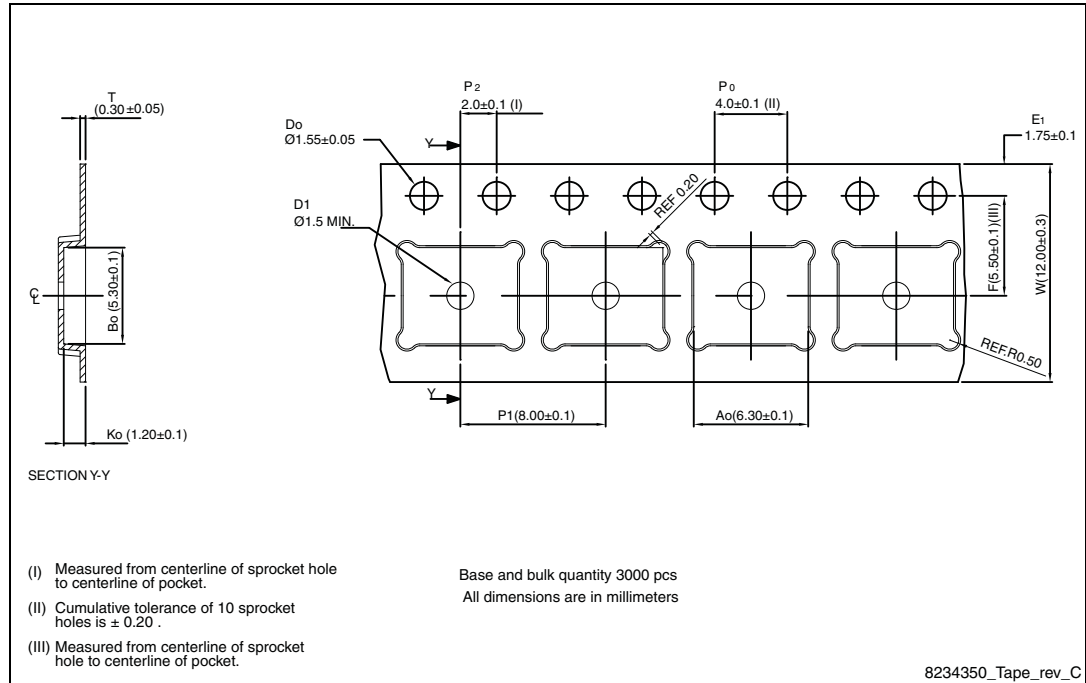 T
(0.30 ±0.05)
P2
2.0±0.1 (I)
P0
4.0±0.1 (II)
Do
Ø1.55±0.05
E1
1.75±0.1
Y
D1
Ø1.5 MIN.
REF 0.20
F(5.50±0.1)(III)
W(12.00±0.3)
℄
Bo (5.30±0.1)
REF.R0.50
Y
P1(8.00±0.1)
Ao(6.30±0.1)
Ko (1.20±0.1)
SECTION Y-Y
(I) Measured from centerline of sprocket hole
to centerline of pocket.
(II) Cumulative tolerance of 10 sprocket
holes is ± 0.20 .
(III) Measured from centerline of sprocket
hole to centerline of pocket.
Base and bulk quantity 3000 pcs
All dimensions are in millimeters
8234350_Tape_rev_C